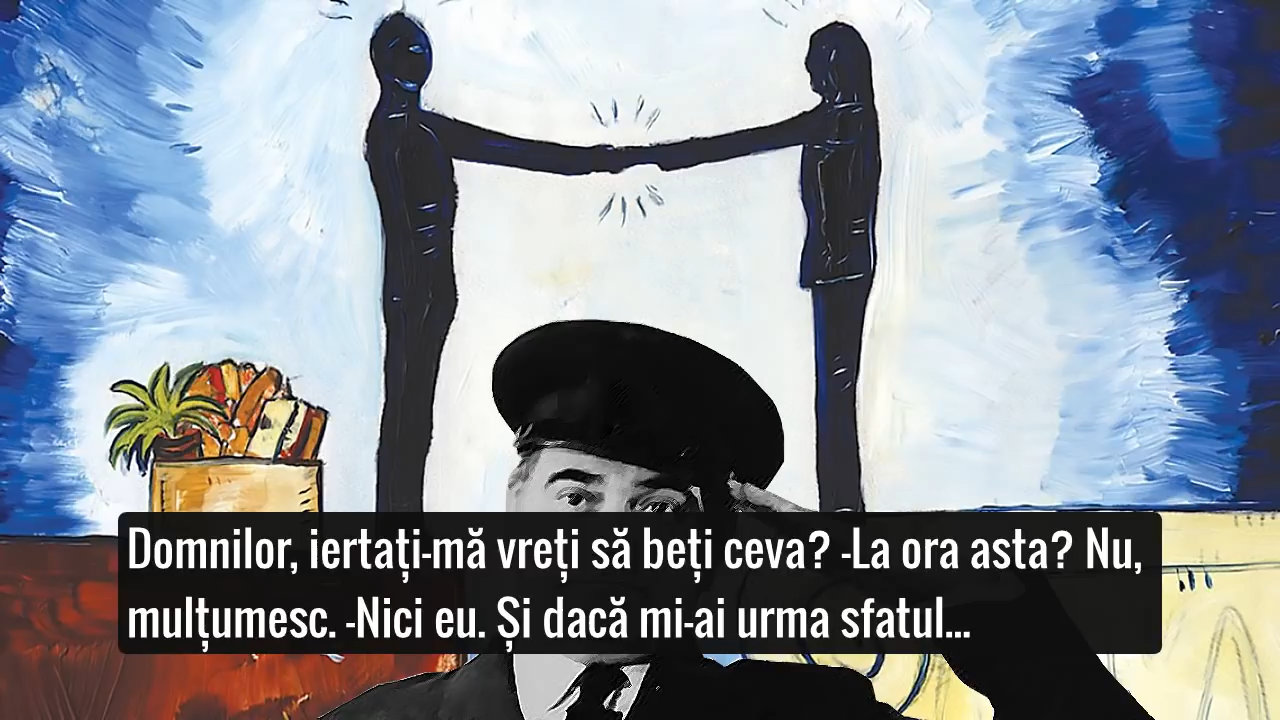 Domnilor, iertați-mă vreți să beți ceva? -La ora asta? Nu,
mulțumesc. -Nici eu. Și dacă mi-ai urma sfatul...